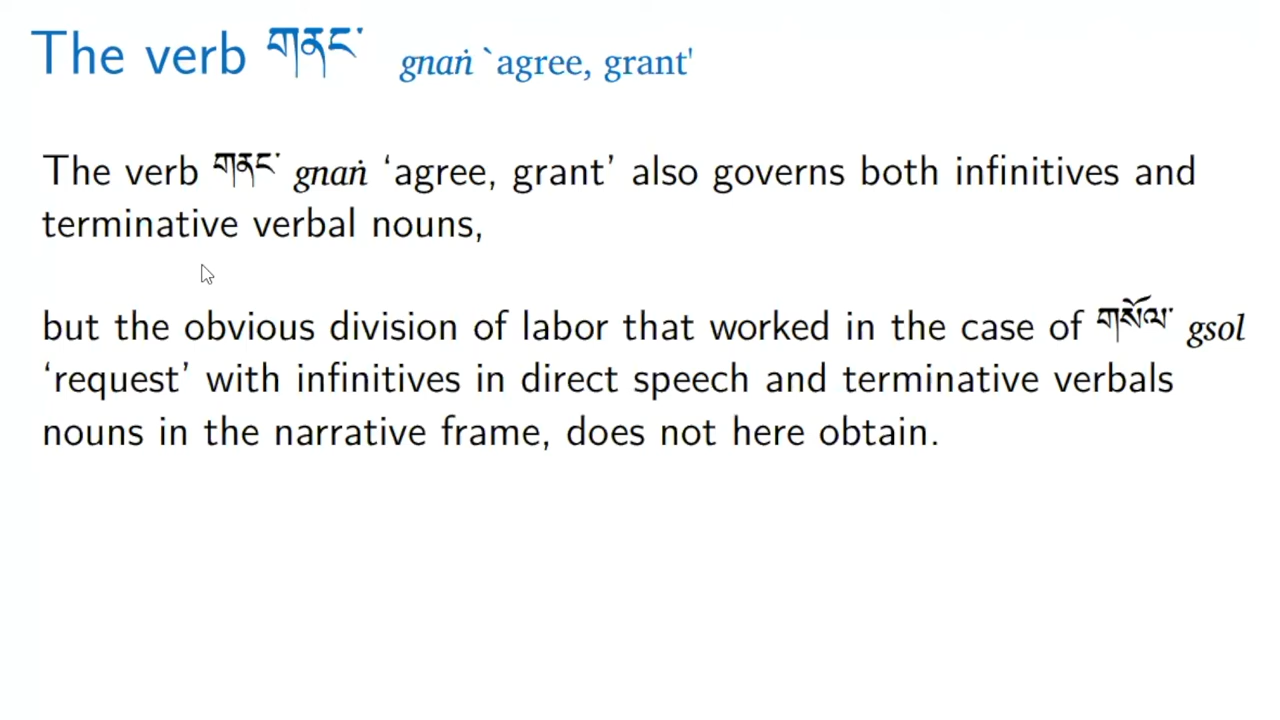 The verb གནང་ gnaṅ `agree, grant'
The verb གནང་ gnaṅ ‘agree, grant’ also governs both infinitives and
terminative verbal nouns,
but the obvious division of labor that worked in the case of གསོལ་ gsol
‘request’ with infinitives in direct speech and terminative verbals
nouns in the narrative frame, does not here obtain.